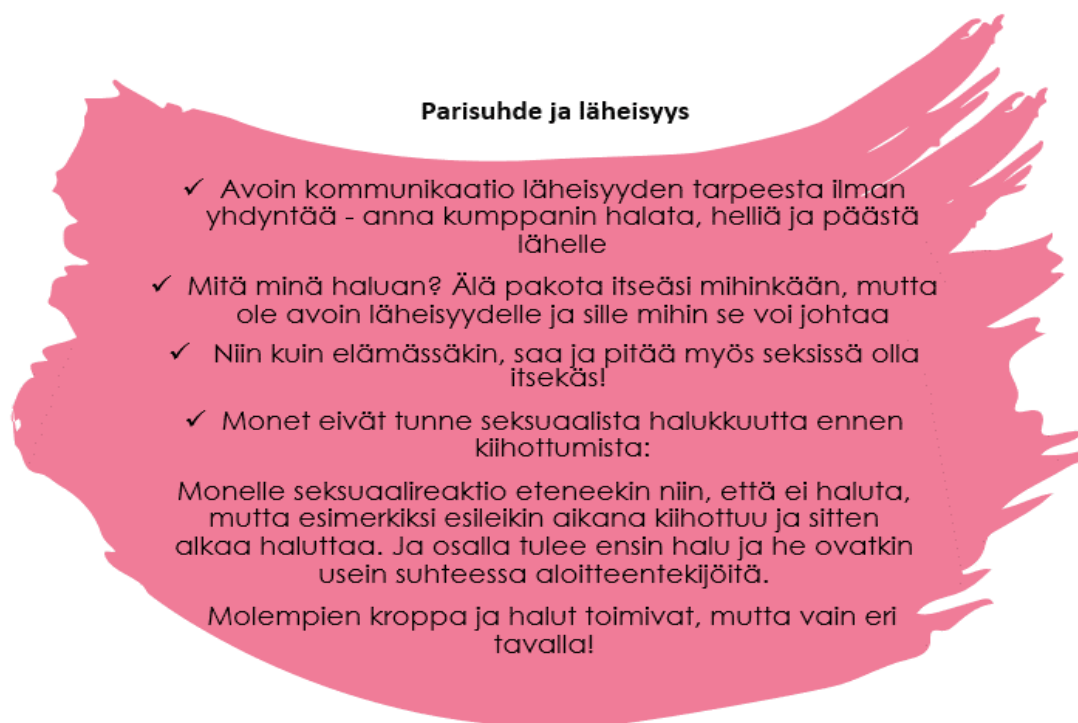 Parisuhde ja läheisyys
✓ Avoin kommunikaatio läheisyyden tarpeesta ilman
yhdyntää - anna kumppanin halata, helliä ja päästä
lähelle
✓ Mitä minä haluan? Älä pakota itseäsi mihinkään, mutta
ole avoin läheisyydelle ja sille mihin se voi johtaa
✓ Niin kuin elämässäkin, saa ja pitää myös seksissä olla
itsekäs!
✓ Monet eivät tunne seksuaalista halukkuutta ennen
kiihottumista:
Monelle seksuaalireaktio eteneekin niin, että ei haluta,
mutta esimerkiksi esileikin aikana kiihottuu ja sitten
alkaa haluttaa. Ja osalla tulee ensin halu ja he ovatkin
usein suhteessa aloitteentekijöitä.
Molempien kroppa ja halut toimivat, mutta vain eri
tavalla!